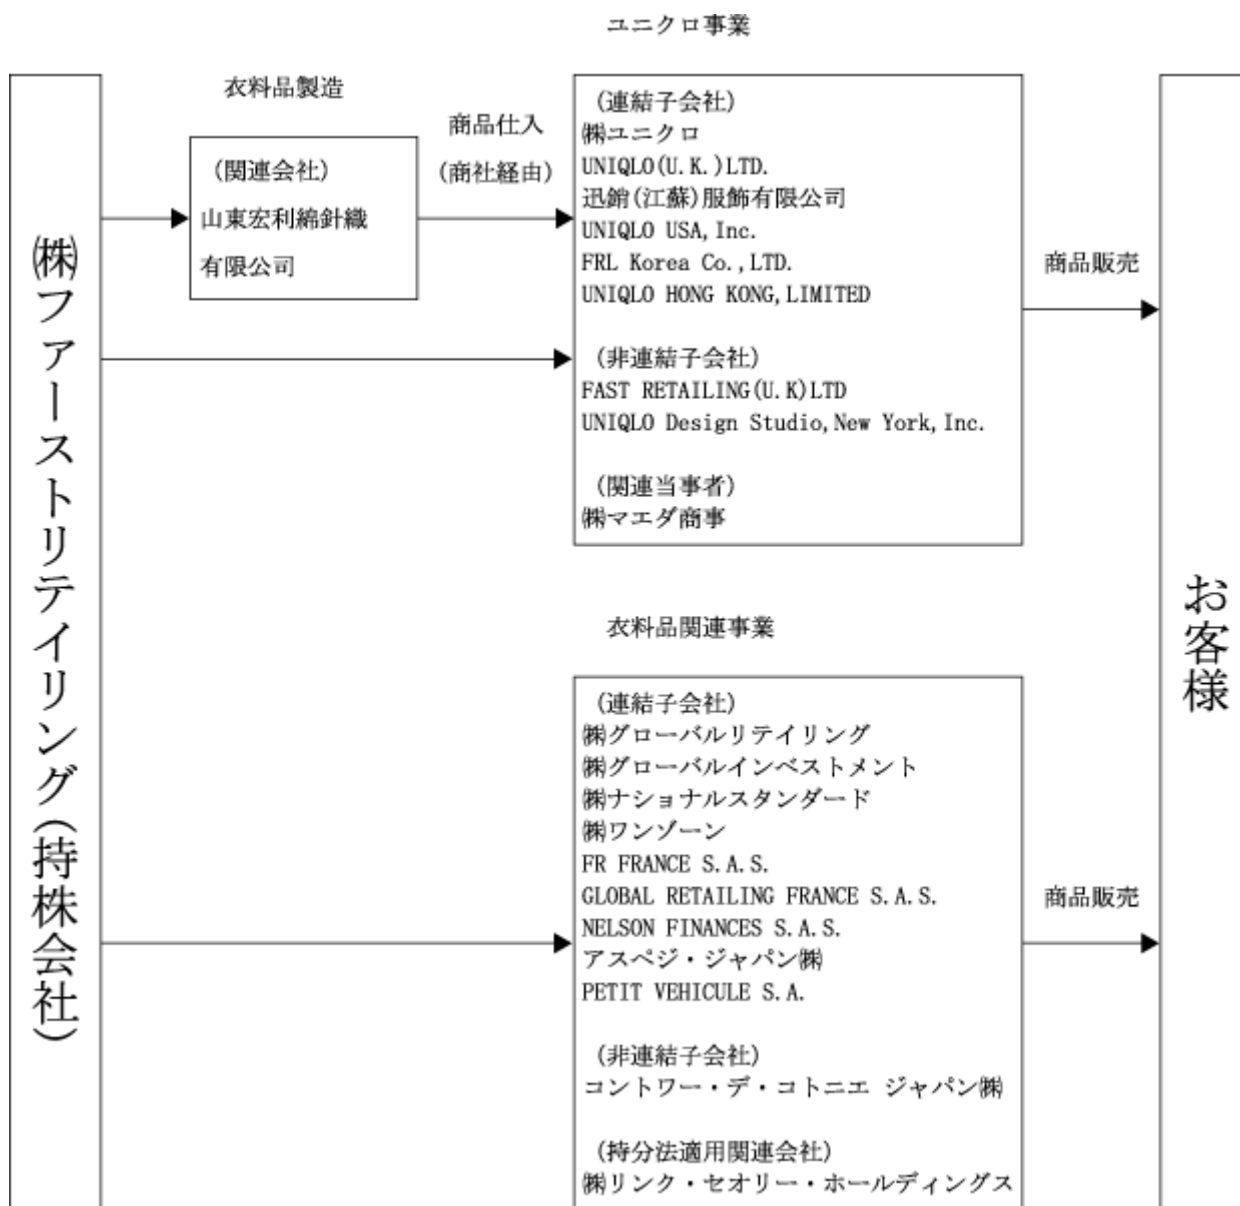 ユニクロ事業
衣料品製造
商品仕入
(商社経由)
(関連会社)
山東宏利綿針織
有限公司
(連結子会社)
㈱ユニクロ
UNIQLO(U.K.)LTD.
迅銷(江蘇)服飾有限公司
UNIQLO USA,Inc.
FRL Korea Co.,LTD.
UNIQLO HONG KONG,LIMITED
(非連結子会社)
FAST RETAILING(U.K)LTD
UNIQLO Design Studio,New York,Inc.
(関連当事者)
㈱マエダ商事
商品販売
㈱ファーストリテイリング(持株会社)
お客様
衣料品関連事業
(連結子会社)
㈱グローバルリテイリング
㈱グローバルインベストメント
㈱ナショナルスタンダード
㈱ワンゾーン
FR FRANCE S.A.S.
GLOBAL RETAILING FRANCE S.A.S.
NELSON FINANCES S.A.S.
アスペジ・ジャパン㈱
PETIT VEHICULE S.A.
(非連結子会社)
コントワー・デ・コトニエ ジャパン㈱
(持分法適用関連会社)
㈱リンク・セオリー・ホールディングス
商品販売